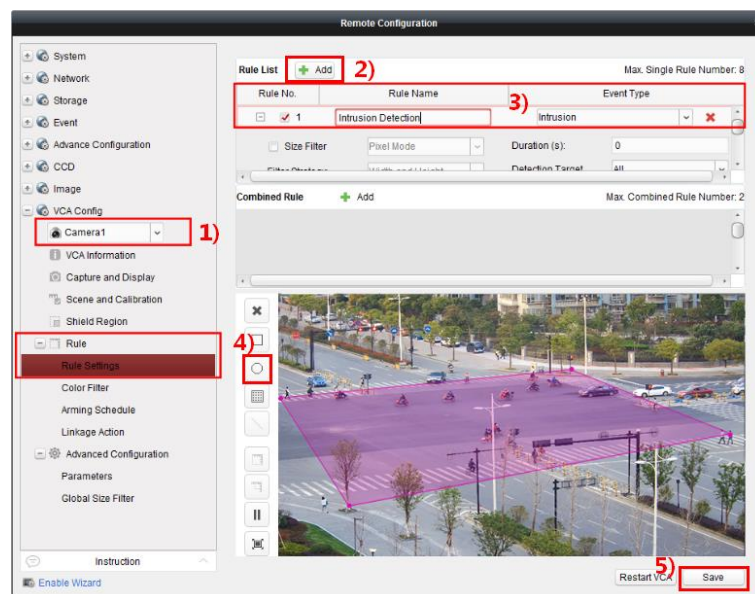 Remote Configuration
System
Network
Storage
Event
Advance Configuration
CCD
Image
VCA Config
Camera1
1)
VCA Information
Capture and Display
Scene and Calibration
Shield Region
Rule
Rule Settings
Color Filter
Arming Schedule
Linkage Action
Advanced Configuration
Parameters
Global Size Filter
Instruction
Enable Wizard
Rule List Add 2) Max. Single Rule Number: 8
Rule No. Rule Name 3) Event Type
1 Intrusion Detection Intrusion
Size Filter Pixel Mode Duration (s): 0
Filter Strategy Width and Height Detection Target All
Combined Rule Add Max. Combined Rule Number: 2
4)
5)
Restart VCA Save